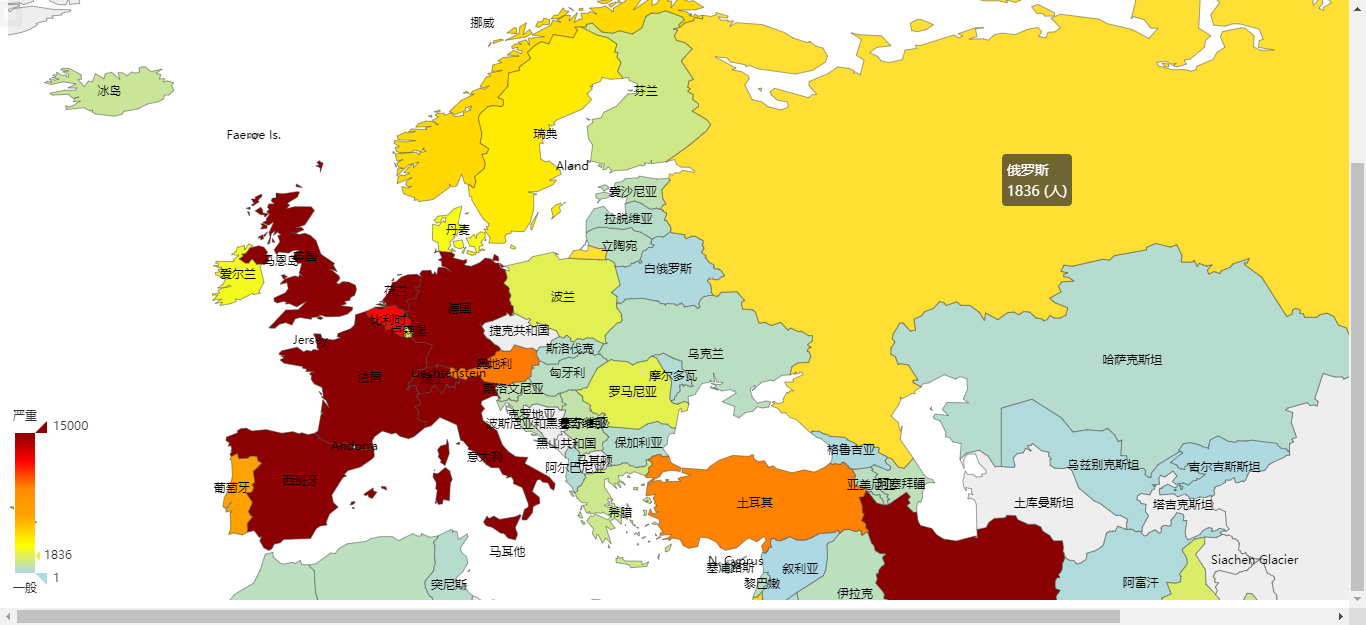 挪威
冰岛
芬兰
Faeroe Is.
瑞典
Aland
俄罗斯
1836 (人)
爱沙尼亚
拉脱维亚
丹麦
立陶宛
马恩岛
英国
白俄罗斯
爱尔兰
荷兰
波兰
德国
比利时
卢森堡
捷克共和国
Jersey
斯洛伐克
乌克兰
哈萨克斯坦
奥地利
Liechtenstein
瑞士
法国
匈牙利
摩尔多瓦
斯洛文尼亚
罗马尼亚
严重
15000
克罗地亚
波斯尼亚和黑塞哥维那
Andorra
黑山共和国
保加利亚
格鲁吉亚
意大利
马其顿
阿尔巴尼亚
乌兹别克斯坦
吉尔吉斯斯坦
葡萄牙
西班牙
亚美尼亚
阿塞拜疆
土耳其
土库曼斯坦
塔吉克斯坦
希腊
马耳他
1836
N. Cyprus
塞浦路斯
Siachen Glacier
叙利亚
1
一般
突尼斯
黎巴嫩
伊拉克
阿富汗